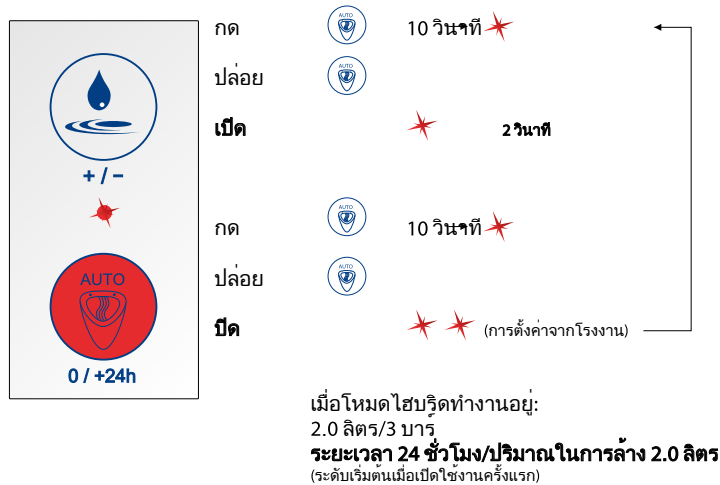 กด AUTO 10 วินาที
ปล่อย AUTO
เปิด 2 วินาที
+ / −
กด AUTO 10 วินาที
ปล่อย AUTO
AUTO
ปิด (การตั้งค่าจากโรงงาน)
0 / +24h
เมื่อโหมดไฮบริดทำงานอยู่:
2.0 ลิตร/3 บาร์
ระยะเวลา 24 ชั่วโมง/ปริมาณในการล้าง 2.0 ลิตร
(ระดับเริ่มต้นเมื่อเปิดใช้งานครั้งแรก)